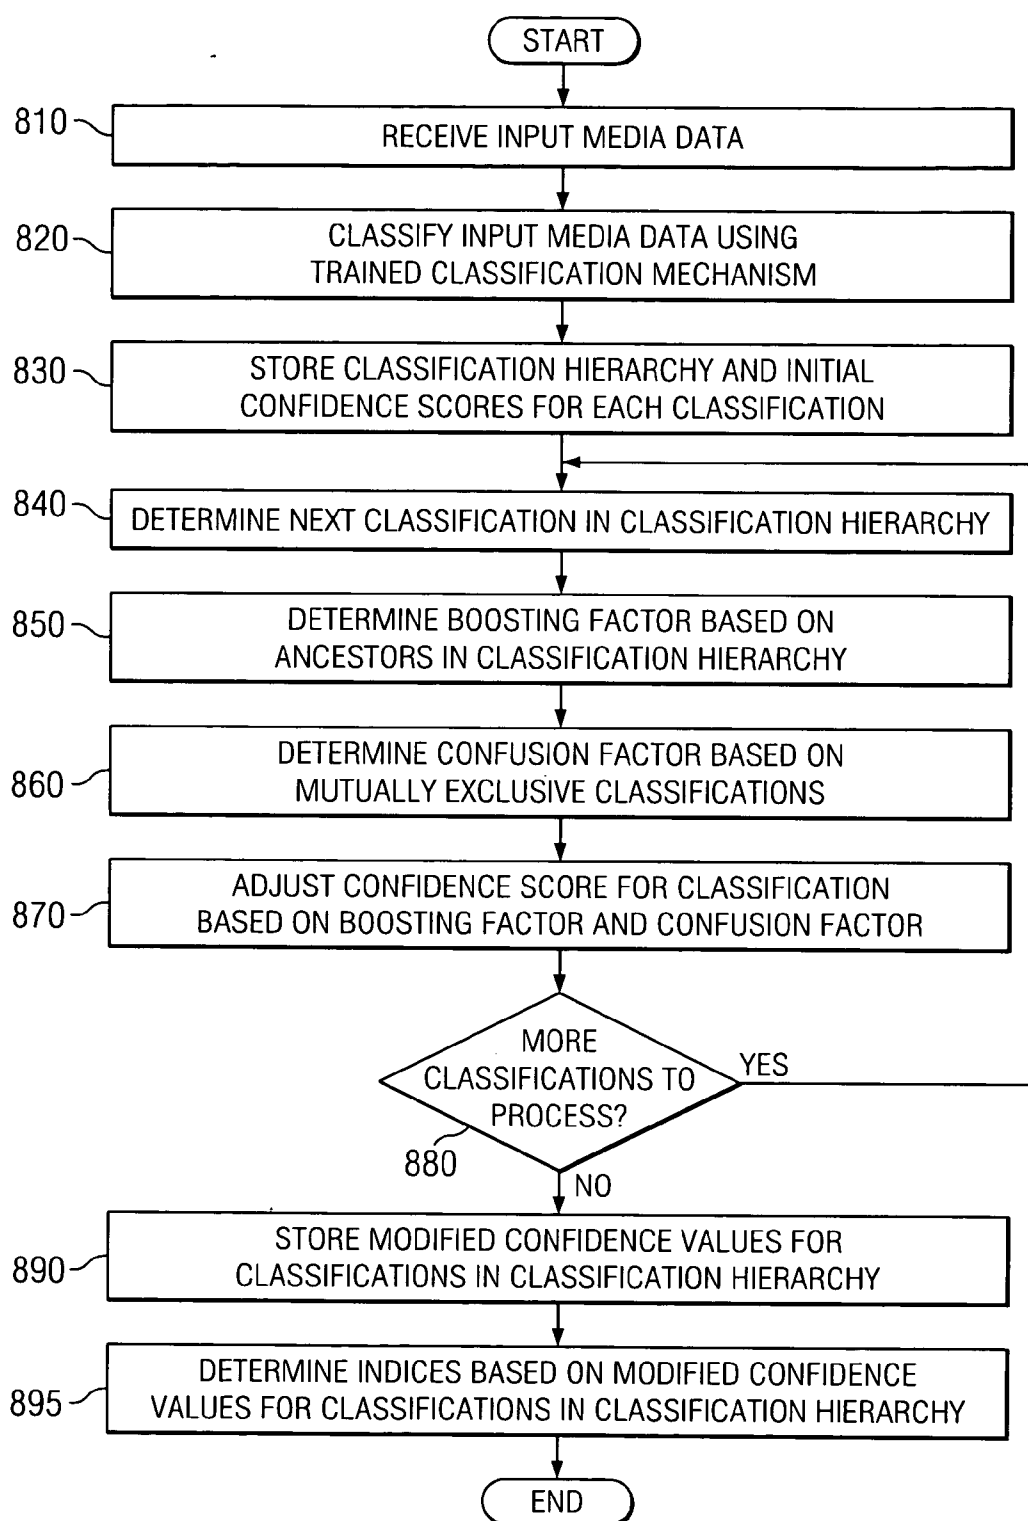 START
810
RECEIVE INPUT MEDIA DATA
820
CLASSIFY INPUT MEDIA DATA USING
TRAINED CLASSIFICATION MECHANISM
830
STORE CLASSIFICATION HIERARCHY AND INITIAL
CONFIDENCE SCORES FOR EACH CLASSIFICATION
840
DETERMINE NEXT CLASSIFICATION IN CLASSIFICATION HIERARCHY
850
DETERMINE BOOSTING FACTOR BASED ON
ANCESTORS IN CLASSIFICATION HIERARCHY
860
DETERMINE CONFUSION FACTOR BASED ON
MUTUALLY EXCLUSIVE CLASSIFICATIONS
870
ADJUST CONFIDENCE SCORE FOR CLASSIFICATION
BASED ON BOOSTING FACTOR AND CONFUSION FACTOR
MORE
CLASSIFICATIONS TO
PROCESS?
YES
880
NO
890
STORE MODIFIED CONFIDENCE VALUES FOR
CLASSIFICATIONS IN CLASSIFICATION HIERARCHY
895
DETERMINE INDICES BASED ON MODIFIED CONFIDENCE
VALUES FOR CLASSIFICATIONS IN CLASSIFICATION HIERARCHY
END